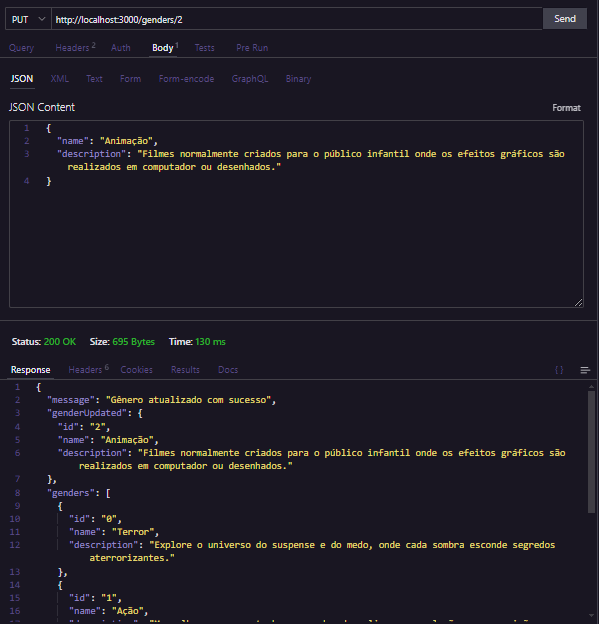 PUT http://localhost:3000/genders/2 Send
Query Headers 2 Auth Body 1 Tests Pre Run
JSON XML Text Form Form-encode GraphQL Binary
JSON Content Format
1 {
2 "name": "Animação",
3 "description": "Filmes normalmente criados para o público infantil onde os efeitos gráficos são
realizados em computador ou desenhados."
4 }
Status: 200 OK Size: 695 Bytes Time: 130 ms
Response Headers 6 Cookies Results Docs {}
1 {
2 "message": "Gênero atualizado com sucesso",
3 "genderUpdated": {
4 "id": "2",
5 "name": "Animação",
6 "description": "Filmes normalmente criados para o público infantil onde os efeitos gráficos são
realizados em computador ou desenhados."
7 },
8 "genders": [
9 {
10 "id": "0",
11 "name": "Terror",
12 "description": "Explore o universo do suspense e do medo, onde cada sombra esconde segredos
aterrorizantes."
13 },
14 {
15 "id": "1",
16 "name": "Ação",